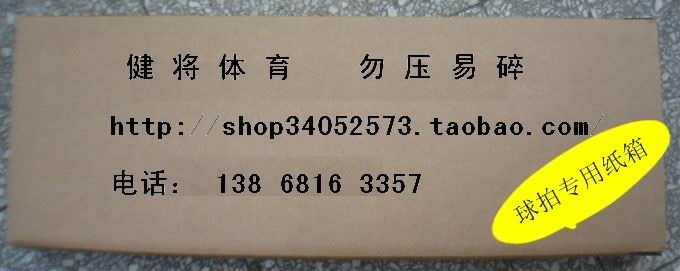 健将体育 勿压易碎
http://shop34052573.taobao.com/
电话: 138 6816 3357
球拍专用纸箱